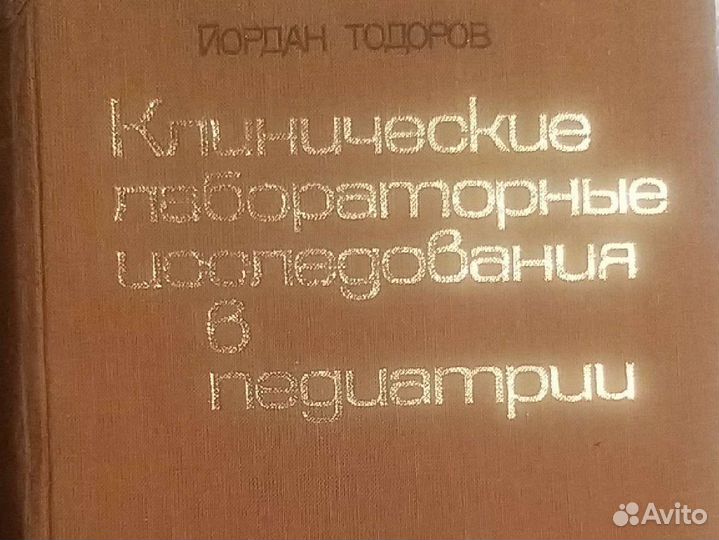 ЙОРДАН ТОДОРОВ
Клинические
лабораторные
исследования
в
педиатрии
Avito